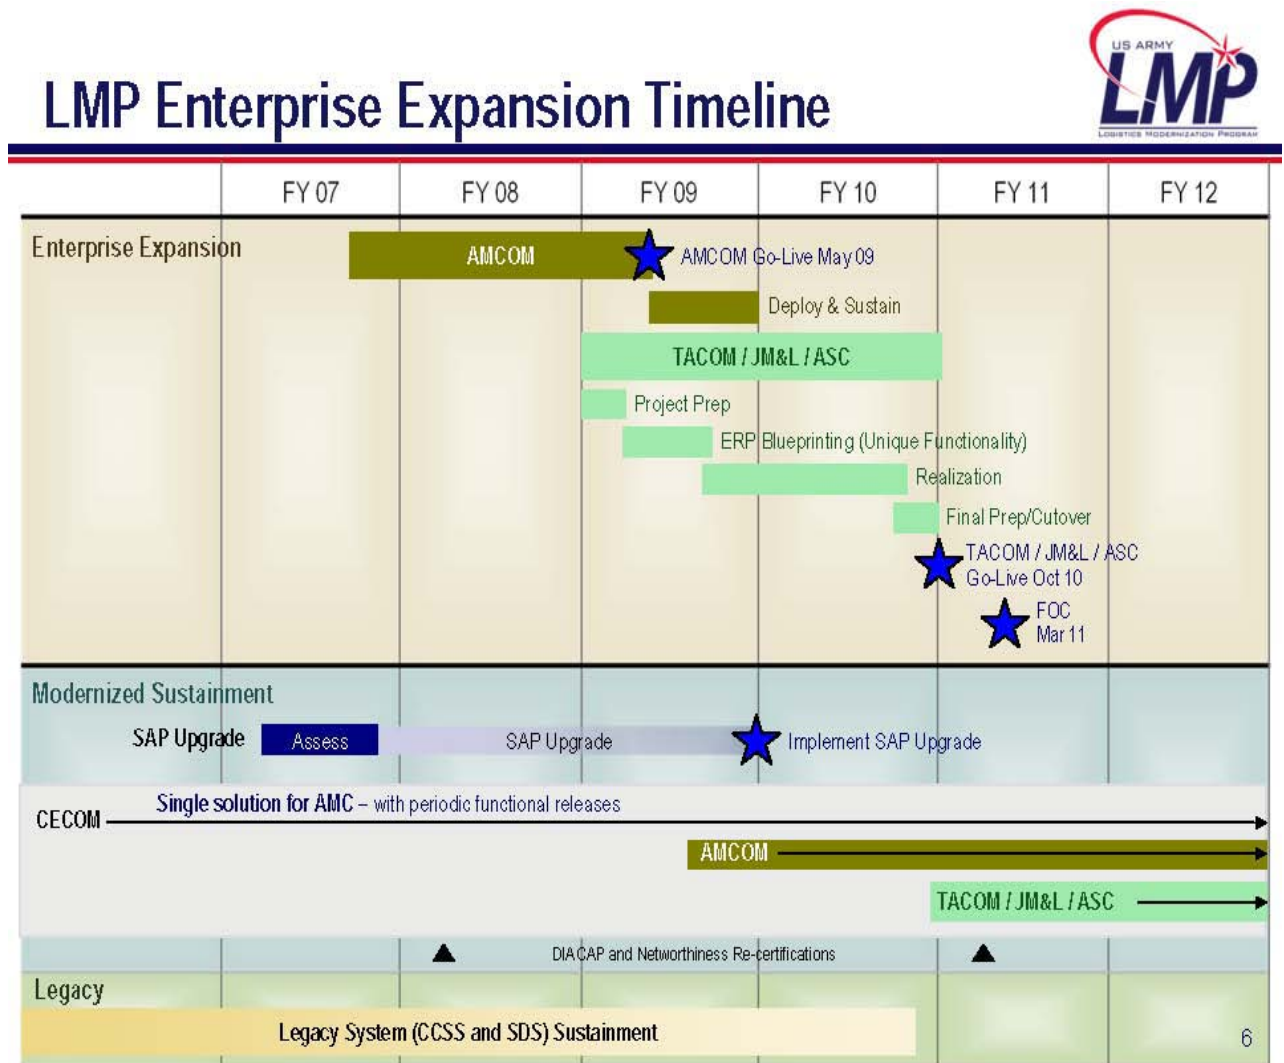 US ARMY
LMP
LOGISTICS MODERNIZATION PROGRAM
LMP Enterprise Expansion Timeline
FY 07 FY 08 FY 09 FY 10 FY 11 FY 12
Enterprise Expansion
AMCOM
AMCOM Go-Live May 09
Deploy & Sustain
TACOM / JM&L / ASC
Project Prep
ERP Blueprinting (Unique Functionality)
Realization
Final Prep/Cutover
TACOM / JM&L / ASC
Go-Live Oct 10
FOC
Mar 11
Modernized Sustainment
SAP Upgrade Assess SAP Upgrade Implement SAP Upgrade
Single solution for AMC – with periodic functional releases
CECOM
AMCOM
TACOM / JM&L / ASC
DIACAP and Networthiness Re-certifications
Legacy
Legacy System (CCSS and SDS) Sustainment
6